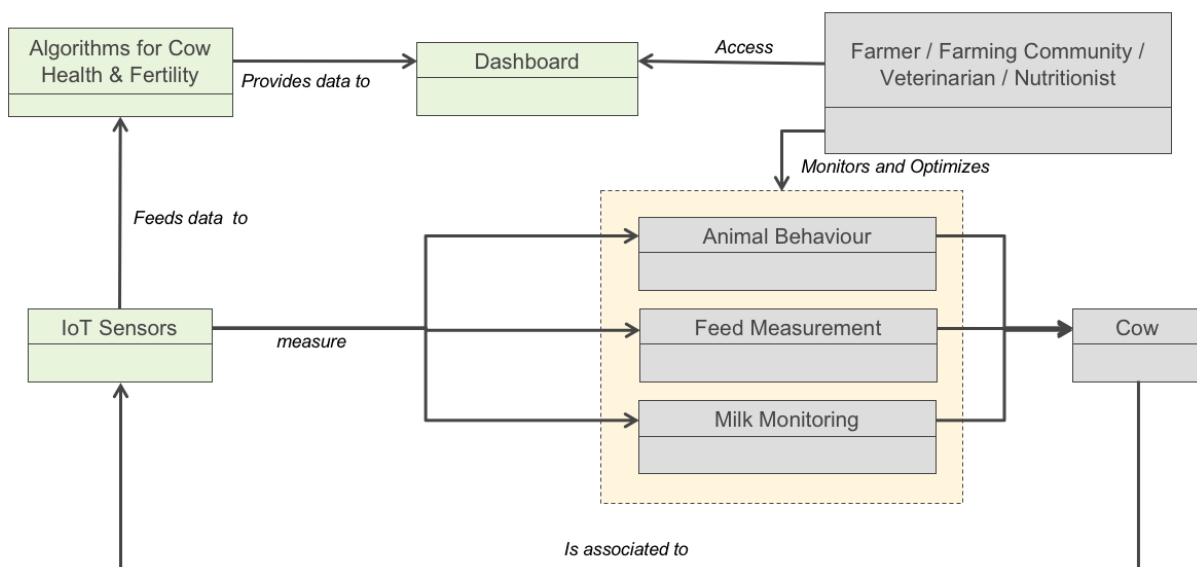 Algorithms for Cow
Health & Fertility
Provides data to
Dashboard
Access
Farmer / Farming Community /
Veterinarian / Nutritionist
Monitors and Optimizes
Feeds data to
Animal Behaviour
IoT Sensors
measure
Feed Measurement
Cow
Milk Monitoring
Is associated to